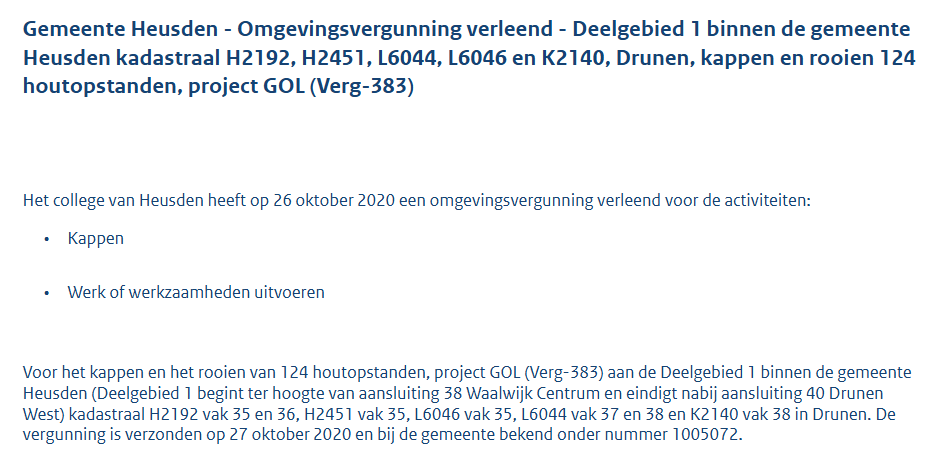 Gemeente Heusden - Omgevingsvergunning verleend - Deelgebied 1 binnen de gemeente
Heusden kadastraal H2192, H2451, L6044, L6046 en K2140, Drunen, kappen en rooien 124
houtopstanden, project GOL (Verg-383)
Het college van Heusden heeft op 26 oktober 2020 een omgevingsvergunning verleend voor de activiteiten:
• Kappen
• Werk of werkzaamheden uitvoeren
Voor het kappen en het rooien van 124 houtopstanden, project GOL (Verg-383) aan de Deelgebied 1 binnen de gemeente
Heusden (Deelgebied 1 begint ter hoogte van aansluiting 38 Waalwijk Centrum en eindigt nabij aansluiting 40 Drunen
West) kadastraal H2192 vak 35 en 36, H2451 vak 35, L6046 vak 35, L6044 vak 37 en 38 en K2140 vak 38 in Drunen. De
vergunning is verzonden op 27 oktober 2020 en bij de gemeente bekend onder nummer 1005072.